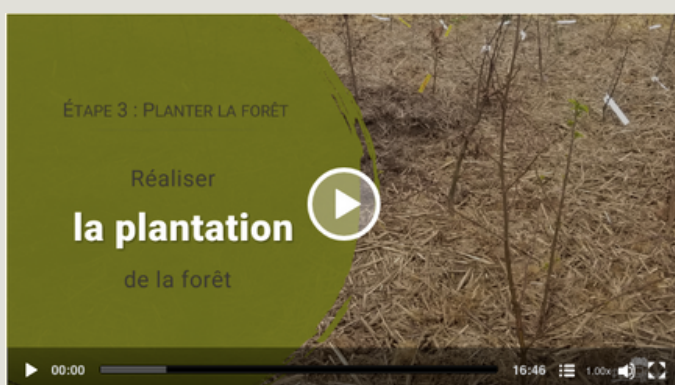 ÉTAPE 3 : PLANTER LA FORÊT
Réaliser
la plantation
de la forêt
00:00
16:46
1.00x